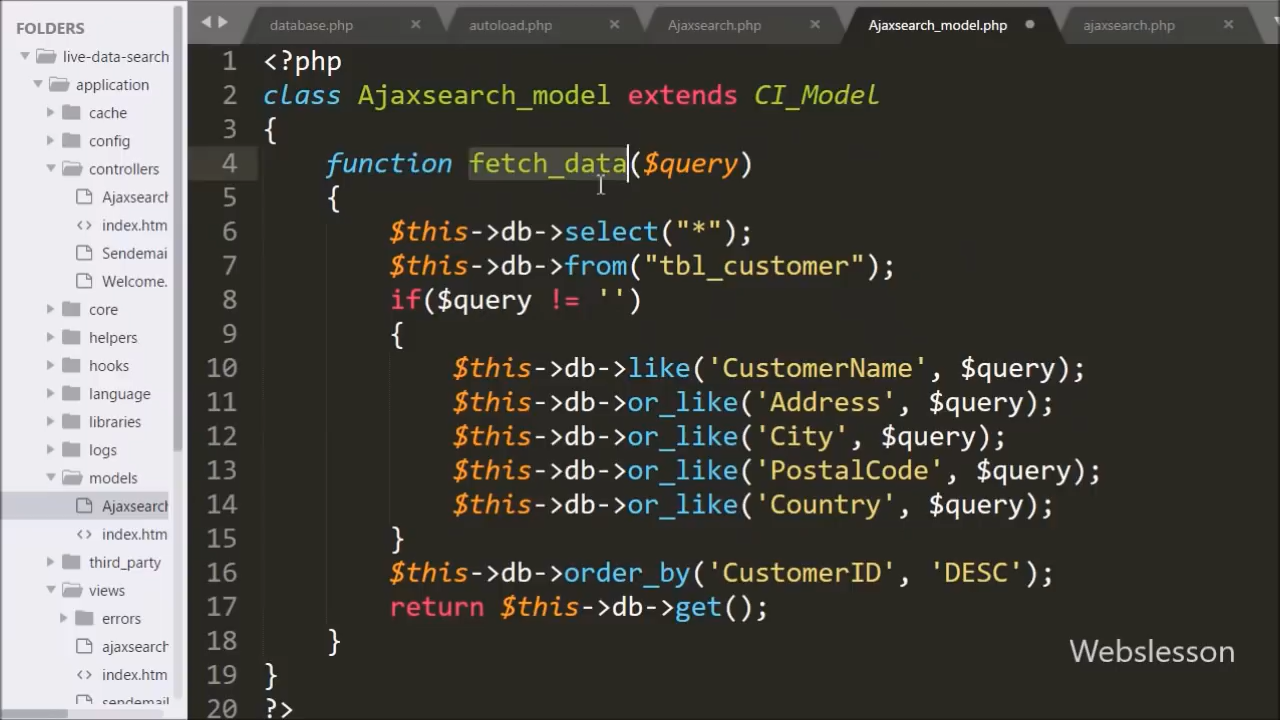 FOLDERS
live-data-search
application
cache
config
controllers
Ajaxsearch
index.htm
Sendemai
Welcome.
core
helpers
hooks
language
libraries
logs
models
Ajaxsearch
index.htm
third_party
views
errors
ajaxsearch
index.htm
sendemail
database.php
autoload.php
Ajaxsearch.php
Ajaxsearch_model.php
ajaxsearch.php
1 <?php
2 class Ajaxsearch_model extends CI_Model
3 {
4 function fetch_data($query)
5 {
6 $this->db->select("*");
7 $this->db->from("tbl_customer");
8 if($query != '')
9 {
10 $this->db->like('CustomerName', $query);
11 $this->db->or_like('Address', $query);
12 $this->db->or_like('City', $query);
13 $this->db->or_like('PostalCode', $query);
14 $this->db->or_like('Country', $query);
15 }
16 $this->db->order_by('CustomerID', 'DESC');
17 return $this->db->get();
18 }
19 }
20 ?>
Webslesson